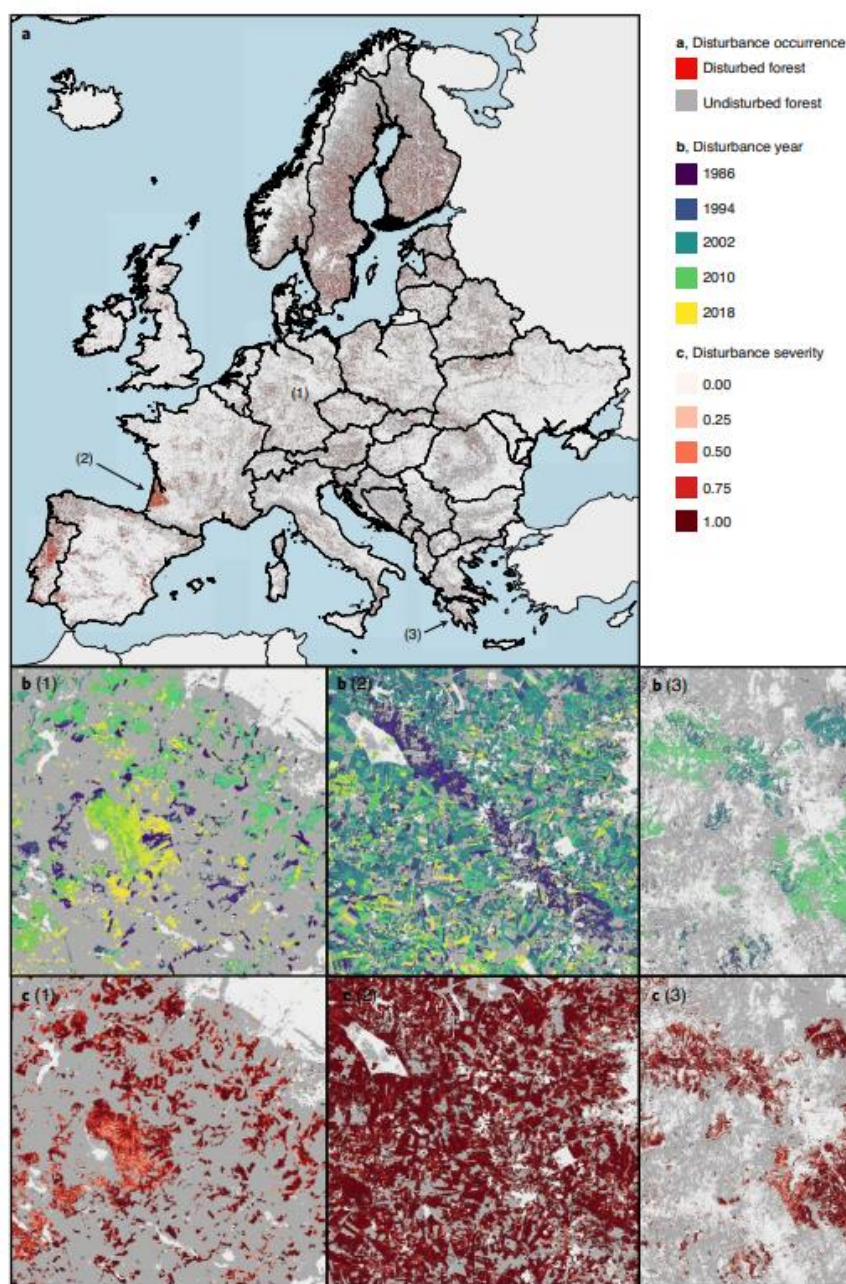 a
a, Disturbance occurrence
Disturbed forest
Undisturbed forest
b, Disturbance year
1986
1994
2002
2010
2018
c, Disturbance severity
0.00
0.25
0.50
0.75
1.00
(1)
(2)
(3)
b (1)
b (2)
b (3)
c (1)
c (2)
c (3)